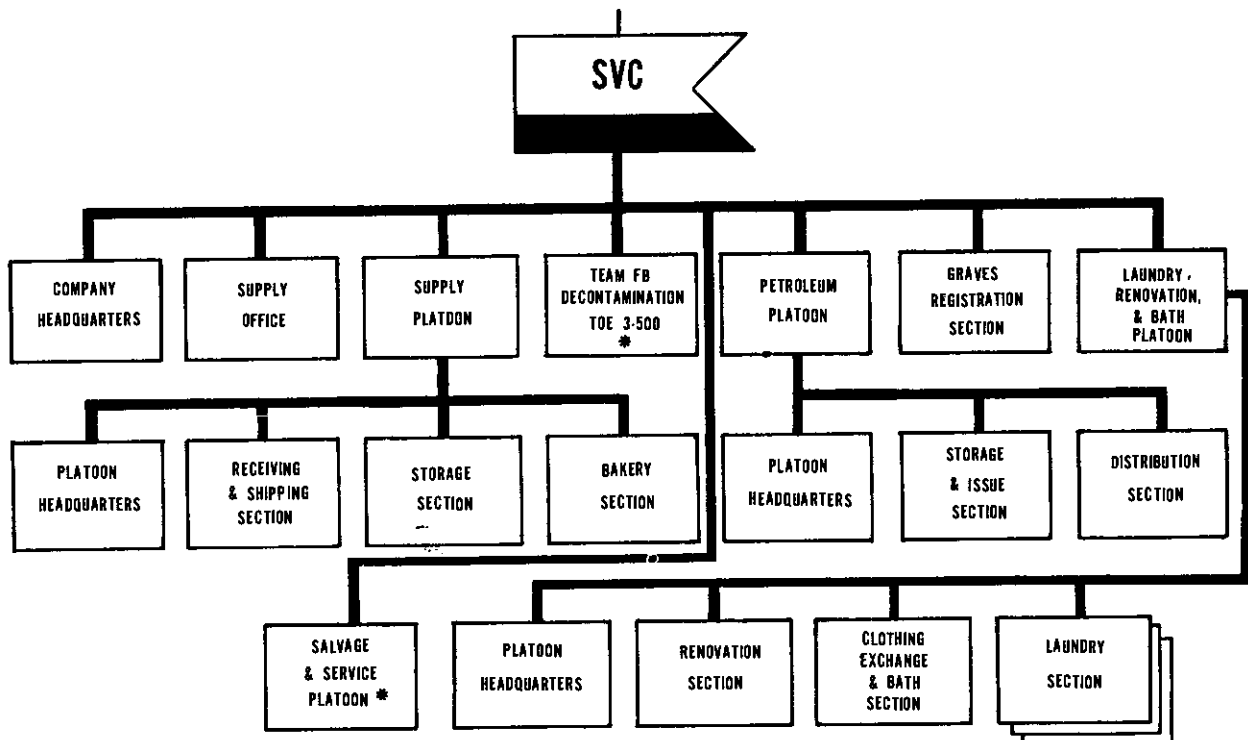 SVC
COMPANY
HEADQUARTERS
SUPPLY
OFFICE
SUPPLY
PLATDON
TEAM FB
DECONTAMINATION
TOE 3-500
*
PETROLEUM
PLATOON
GRAVES
REGISTRATION
SECTION
LAUNDRY,
RENOVATION,
& BATH
PLATOON
PLATOON
HEADQUARTERS
RECEIVING
& SHIPPING
SECTION
STORAGE
SECTION
BAKERY
SECTION
PLATOON
HEADQUARTERS
STORAGE
& ISSUE
SECTION
DISTRIBUTION
SECTION
SALVAGE
& SERVICE
PLATOON *
PLATOON
HEADQUARTERS
RENOVATION
SECTION
CLOTHING
EXCHANGE
& BATH
SECTION
LAUNDRY
SECTION